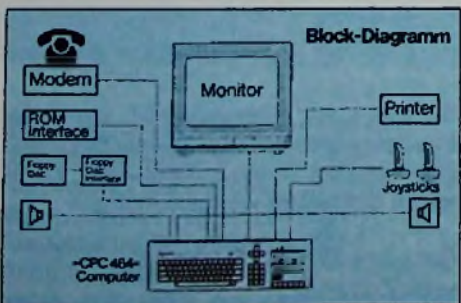 Block-Diagramm
Modem
Monitor
ROM
Interface
Printer
Floppy
Disc
Floppy
Disc
Interface
Joysticks
-CPC 464-
Computer